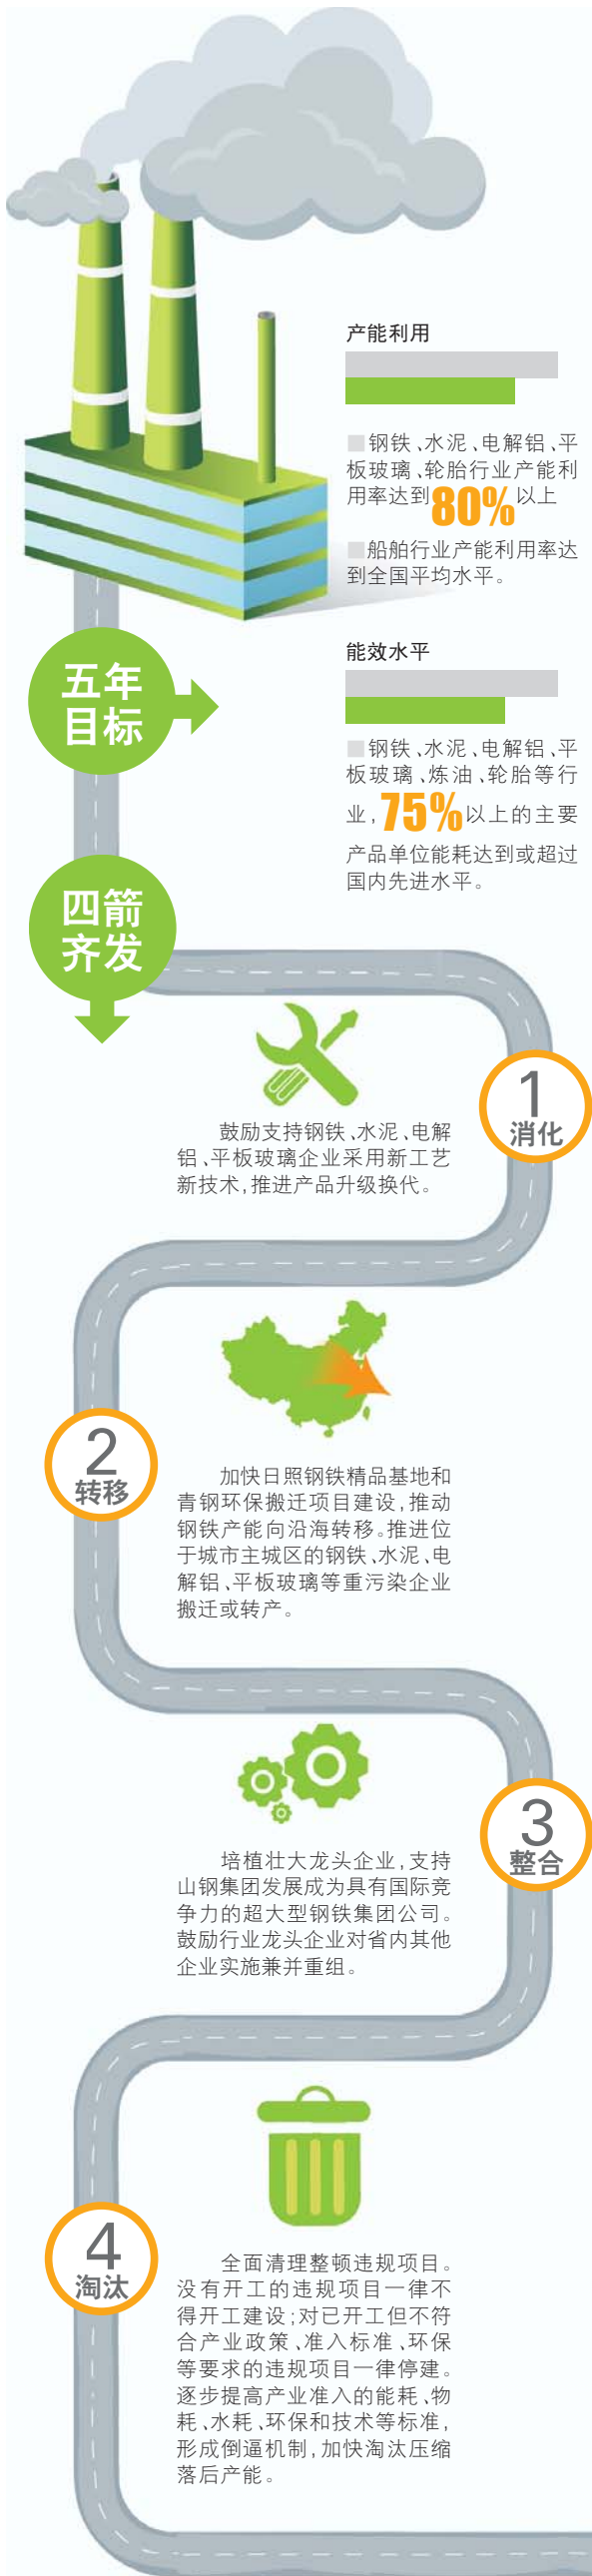 产能利用
■钢铁、水泥、电解铝、平
板玻璃、轮胎行业产能利
用率达到80%以上
■船舶行业产能利用率达
到全国平均水平。
五年
目标
能效水平
■钢铁、水泥、电解铝、平
板玻璃、炼油、轮胎等行
业,75%以上的主要
产品单位能耗达到或超过
国内先进水平。
四箭
齐发
1
消化
鼓励支持钢铁、水泥、电解
铝、平板玻璃企业采用新工艺
新技术,推进产品升级换代。
2
转移
加快日照钢铁精品基地和
青钢环保搬迁项目建设,推动
钢铁产能向沿海转移。推进位
于城市主城区的钢铁、水泥、电
解铝、平板玻璃等重污染企业
搬迁或转产。
3
整合
培植壮大龙头企业,支持
山钢集团发展成为具有国际竞
争力的超大型钢铁集团公司。
鼓励行业龙头企业对省内其他
企业实施兼并重组。
4
淘汰
全面清理整顿违规项目。
没有开工的违规项目一律不
得开工建设;对已开工但不符
合产业政策、准入标准、环保
等要求的违规项目一律停建。
逐步提高产业准入的能耗、物
耗、水耗、环保和技术等标准,
形成倒逼机制,加快淘汰压缩
落后产能。